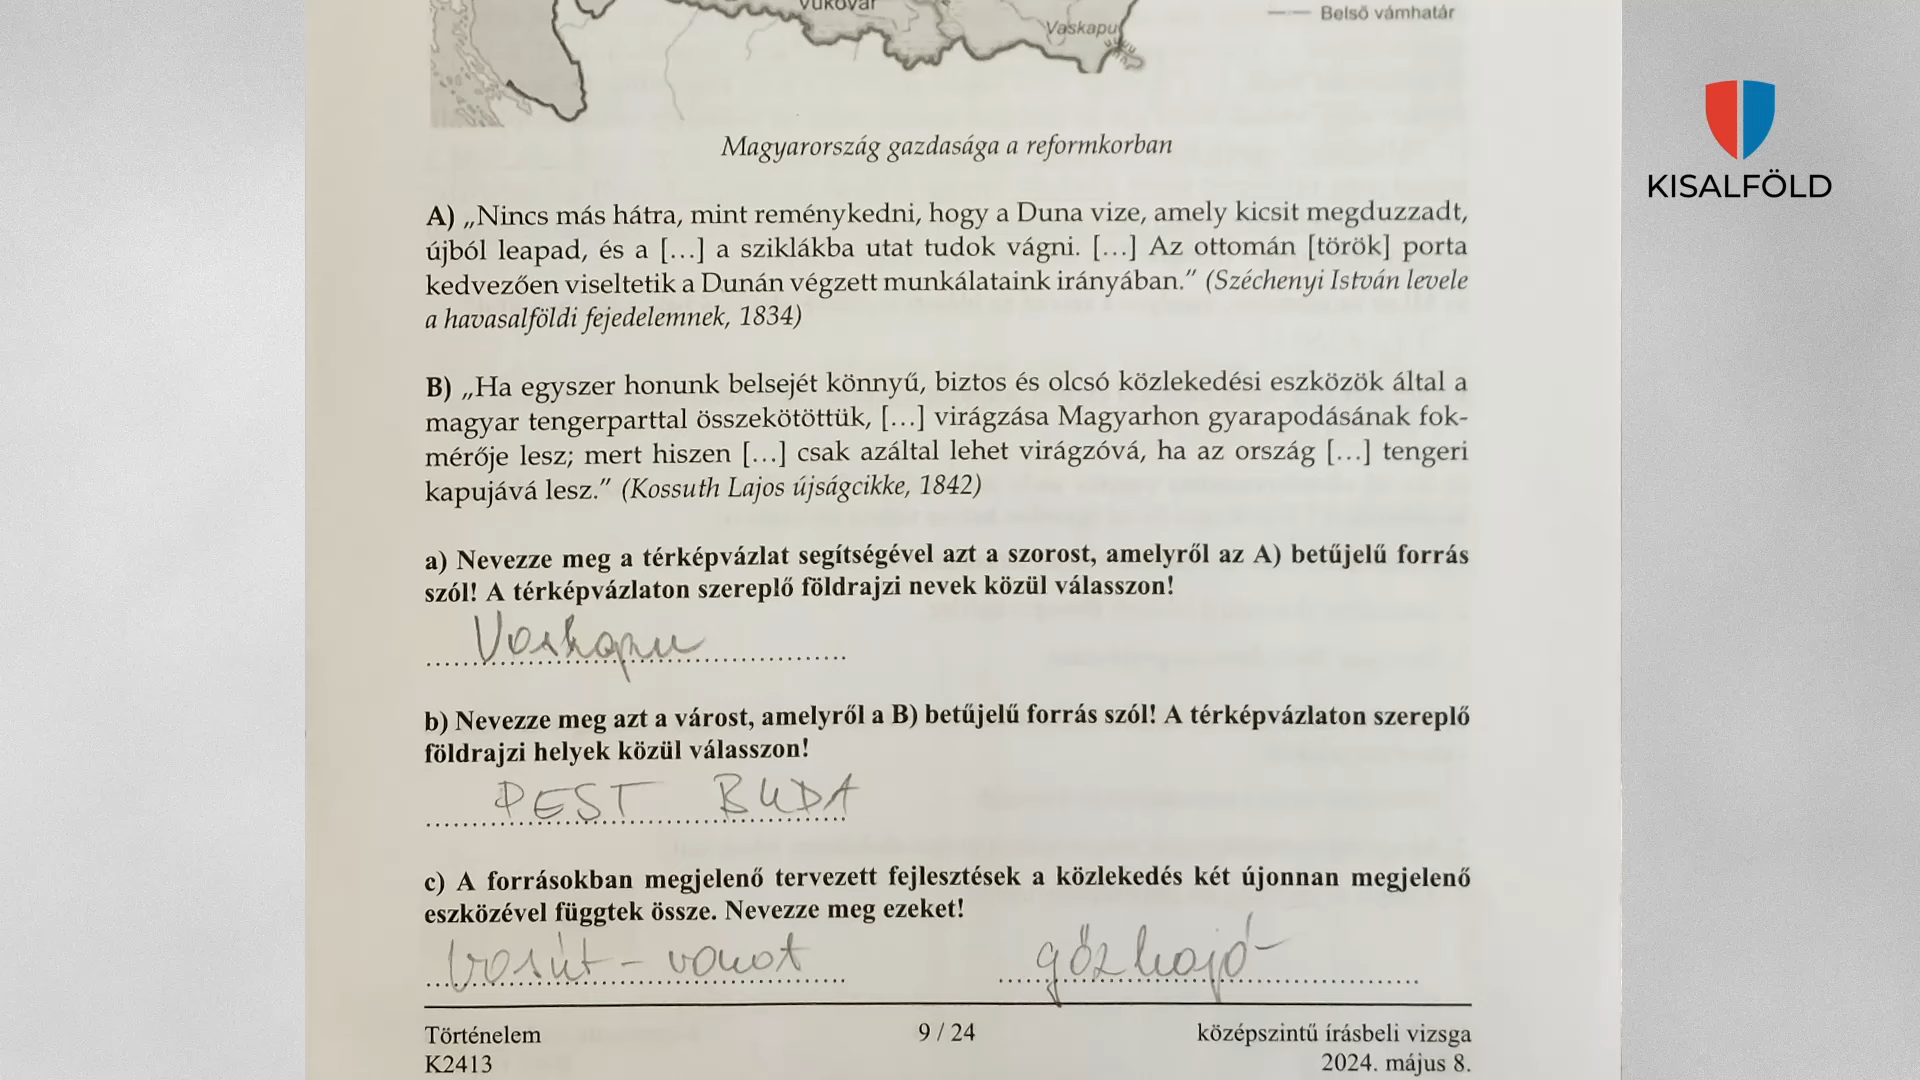 Vukovár
Belső vámhatár
Vaskapu
KISALFÖLD
Magyarország gazdasága a reformkorban
A) „Nincs más hátra, mint reménykedni, hogy a Duna vize, amely kicsit megduzzadt,
újból leapad, és a [...] a sziklákba utat tudok vágni. [...] Az ottomán [török] porta
kedvezően viseltetik a Dunán végzett munkálataink irányában.” (Széchenyi István levele
a havasalföldi fejedelemnek, 1834)
B) „Ha egyszer honunk belsejét könnyű, biztos és olcsó közlekedési eszközök által a
magyar tengerparttal összekötöttük, [...] virágzása Magyarhon gyarapodásának fok-
mérője lesz; mert hiszen [...] csak azáltal lehet virágzóvá, ha az ország [...] tengeri
kapujává lesz.” (Kossuth Lajos újságcikke, 1842)
a) Nevezze meg a térképvázlat segítségével azt a szorost, amelyről az A) betűjelű forrás
szól! A térképvázlaton szereplő földrajzi nevek közül válasszon!
Vaskapu
b) Nevezze meg azt a várost, amelyről a B) betűjelű forrás szól! A térképvázlaton szereplő
földrajzi helyek közül válasszon!
PEST BUDA
c) A forrásokban megjelenő tervezett fejlesztések a közlekedés két újonnan megjelenő
eszközével függtek össze. Nevezze meg ezeket!
vasút - vonat gőzhajó
Történelem 9 / 24 középszintű írásbeli vizsga
K2413 2024. május 8.